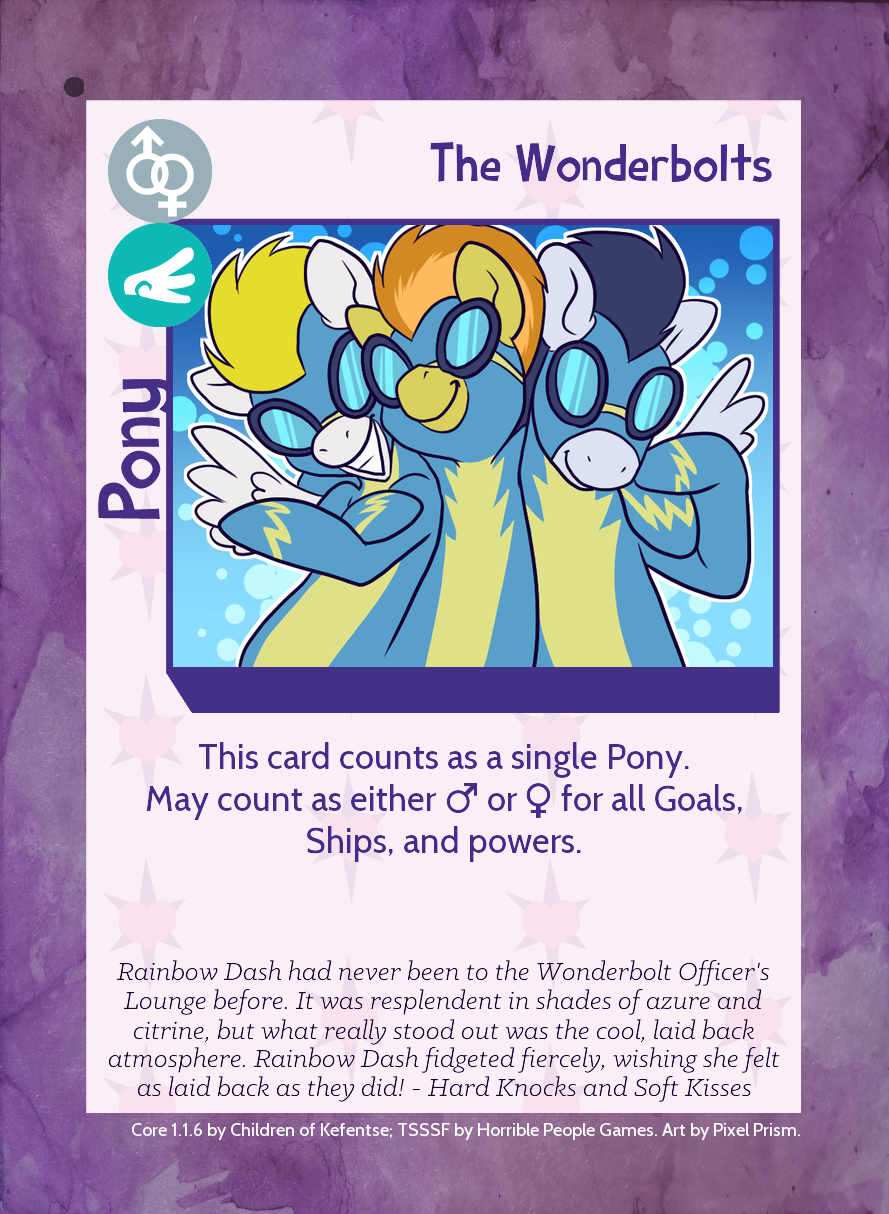 The Wonderbolts
Pony
This card counts as a single Pony.
May count as either ♂ or ♀ for all Goals,
Ships, and powers.
Rainbow Dash had never been to the Wonderbolt Officer's
Lounge before. It was resplendent in shades of azure and
citrine, but what really stood out was the cool, laid back
atmosphere. Rainbow Dash fidgeted fiercely, wishing she felt
as laid back as they did! - Hard Knocks and Soft Kisses
Core 1.1.6 by Children of Kefentse; TSSSF by Horrible People Games. Art by Pixel Prism.